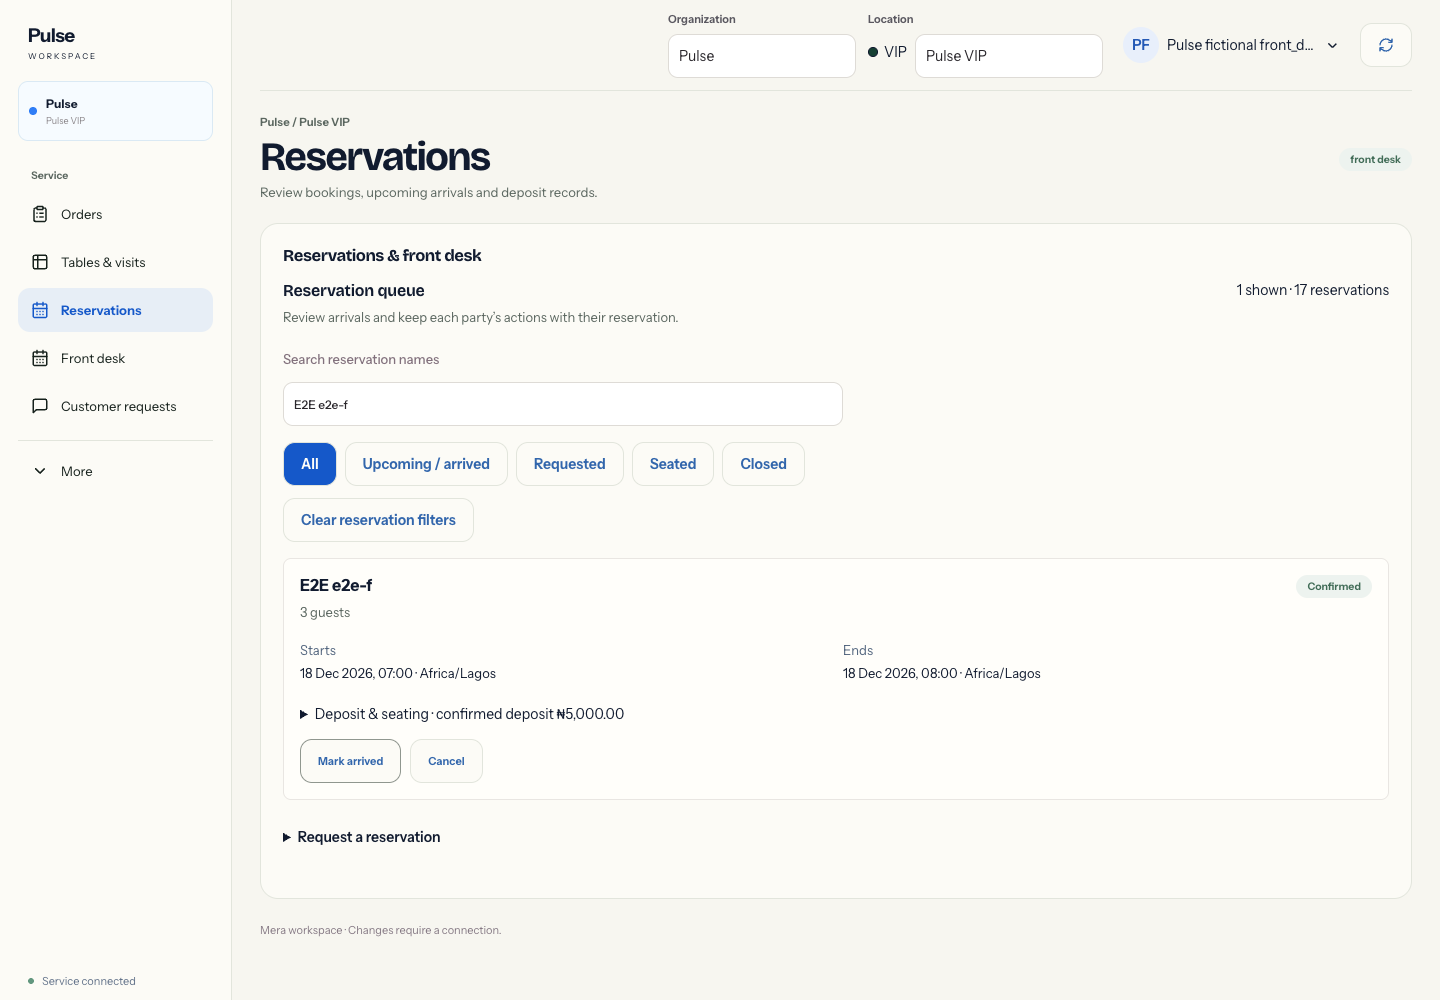 Pulse
WORKSPACE
Pulse
Pulse VIP
Service
Orders
Tables & visits
Reservations
Front desk
Customer requests
More
Service connected
Organization
Pulse
Location
VIP
Pulse VIP
PF
Pulse fictional front_d...
Pulse / Pulse VIP
Reservations
front desk
Review bookings, upcoming arrivals and deposit records.
Reservations & front desk
Reservation queue
1 shown · 17 reservations
Review arrivals and keep each party's actions with their reservation.
Search reservation names
E2E e2e-f
All
Upcoming / arrived
Requested
Seated
Closed
Clear reservation filters
E2E e2e-f
Confirmed
3 guests
Starts
18 Dec 2026, 07:00 · Africa/Lagos
Ends
18 Dec 2026, 08:00 · Africa/Lagos
Deposit & seating · confirmed deposit ₦5,000.00
Mark arrived
Cancel
Request a reservation
Mera workspace · Changes require a connection.